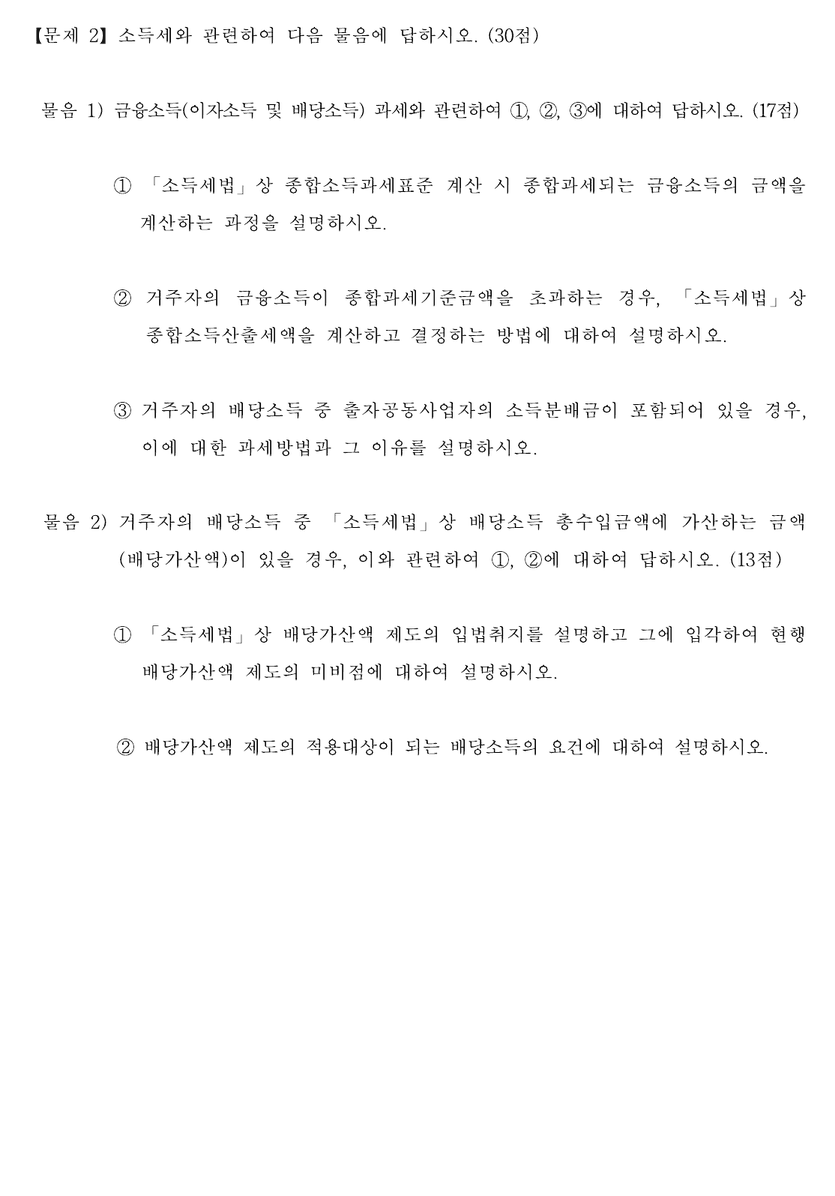 【문제 2】 소득세와 관련하여 다음 물음에 답하시오. (30점)
물음 1) 금융소득(이자소득 및 배당소득) 과세와 관련하여 ①, ②, ③에 대하여 답하시오. (17점)
① 「소득세법」상 종합소득과세표준 계산 시 종합과세되는 금융소득의 금액을
계산하는 과정을 설명하시오.
② 거주자의 금융소득이 종합과세기준금액을 초과하는 경우, 「소득세법」상
종합소득산출세액을 계산하고 결정하는 방법에 대하여 설명하시오.
③ 거주자의 배당소득 중 출자공동사업자의 소득분배금이 포함되어 있을 경우,
이에 대한 과세방법과 그 이유를 설명하시오.
물음 2) 거주자의 배당소득 중 「소득세법」상 배당소득 총수입금액에 가산하는 금액
(배당가산액)이 있을 경우, 이와 관련하여 ①, ②에 대하여 답하시오. (13점)
① 「소득세법」상 배당가산액 제도의 입법취지를 설명하고 그에 입각하여 현행
배당가산액 제도의 미비점에 대하여 설명하시오.
② 배당가산액 제도의 적용대상이 되는 배당소득의 요건에 대하여 설명하시오.